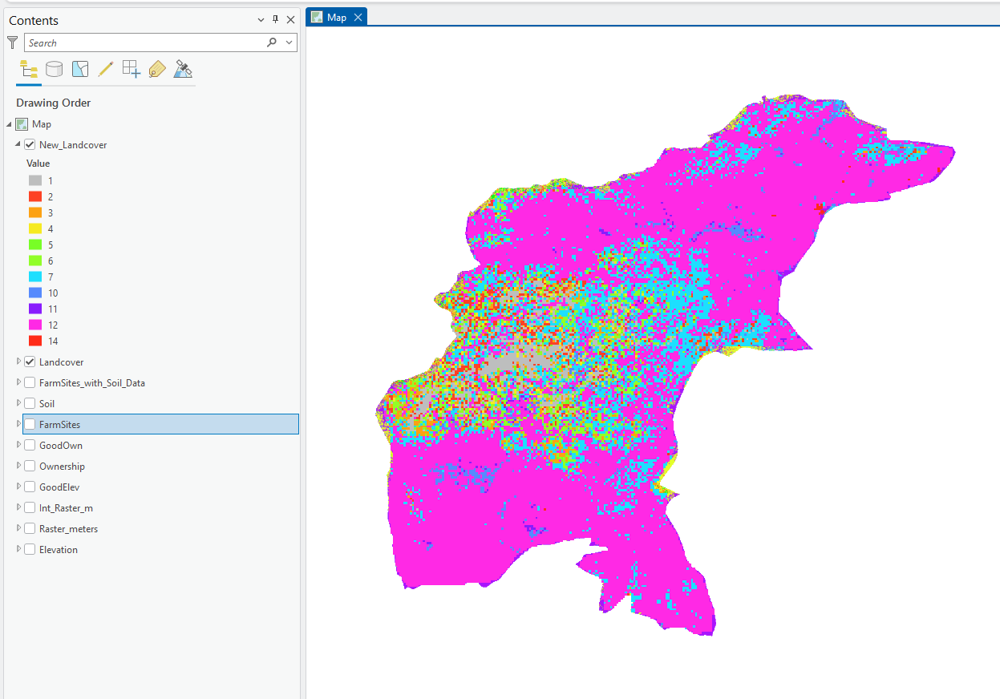 Contents
Map
Search
Drawing Order
Map
New_Landcover
Value
1
2
3
4
5
6
7
10
11
12
14
Landcover
FarmSites_with_Soil_Data
Soil
FarmSites
GoodOwn
Ownership
GoodElev
Int_Raster_m
Raster_meters
Elevation